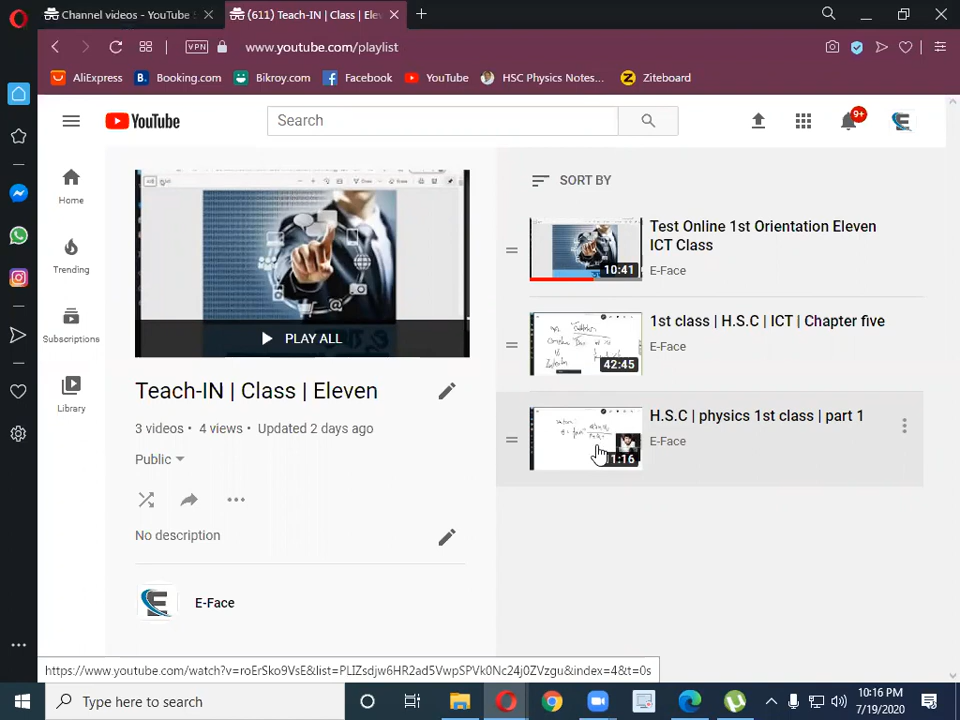 Channel videos - YouTube S
(611) Teach-IN | Class | Elev
VPN
www.youtube.com/playlist
AliExpress
B. Booking.com
Bikroy.com
Facebook
YouTube
HSC Physics Notes...
Z Ziteboard
YouTube
Search
9+
Home
Trending
Subscriptions
Library
PLAY ALL
Teach-IN | Class | Eleven
3 videos • 4 views • Updated 2 days ago
Public
No description
E-Face
SORT BY
10:41
Test Online 1st Orientation Eleven
ICT Class
E-Face
42:45
1st class | H.S.C | ICT | Chapter five
E-Face
1:16
H.S.C | physics 1st class | part 1
E-Face
https://www.youtube.com/watch?v=roErSko9VsE&list=PLIZsdjw6HR2ad5VwpSPVk0Nc24j0ZVzgu&index=4&t=0s
Type here to search
10:16 PM
7/19/2020